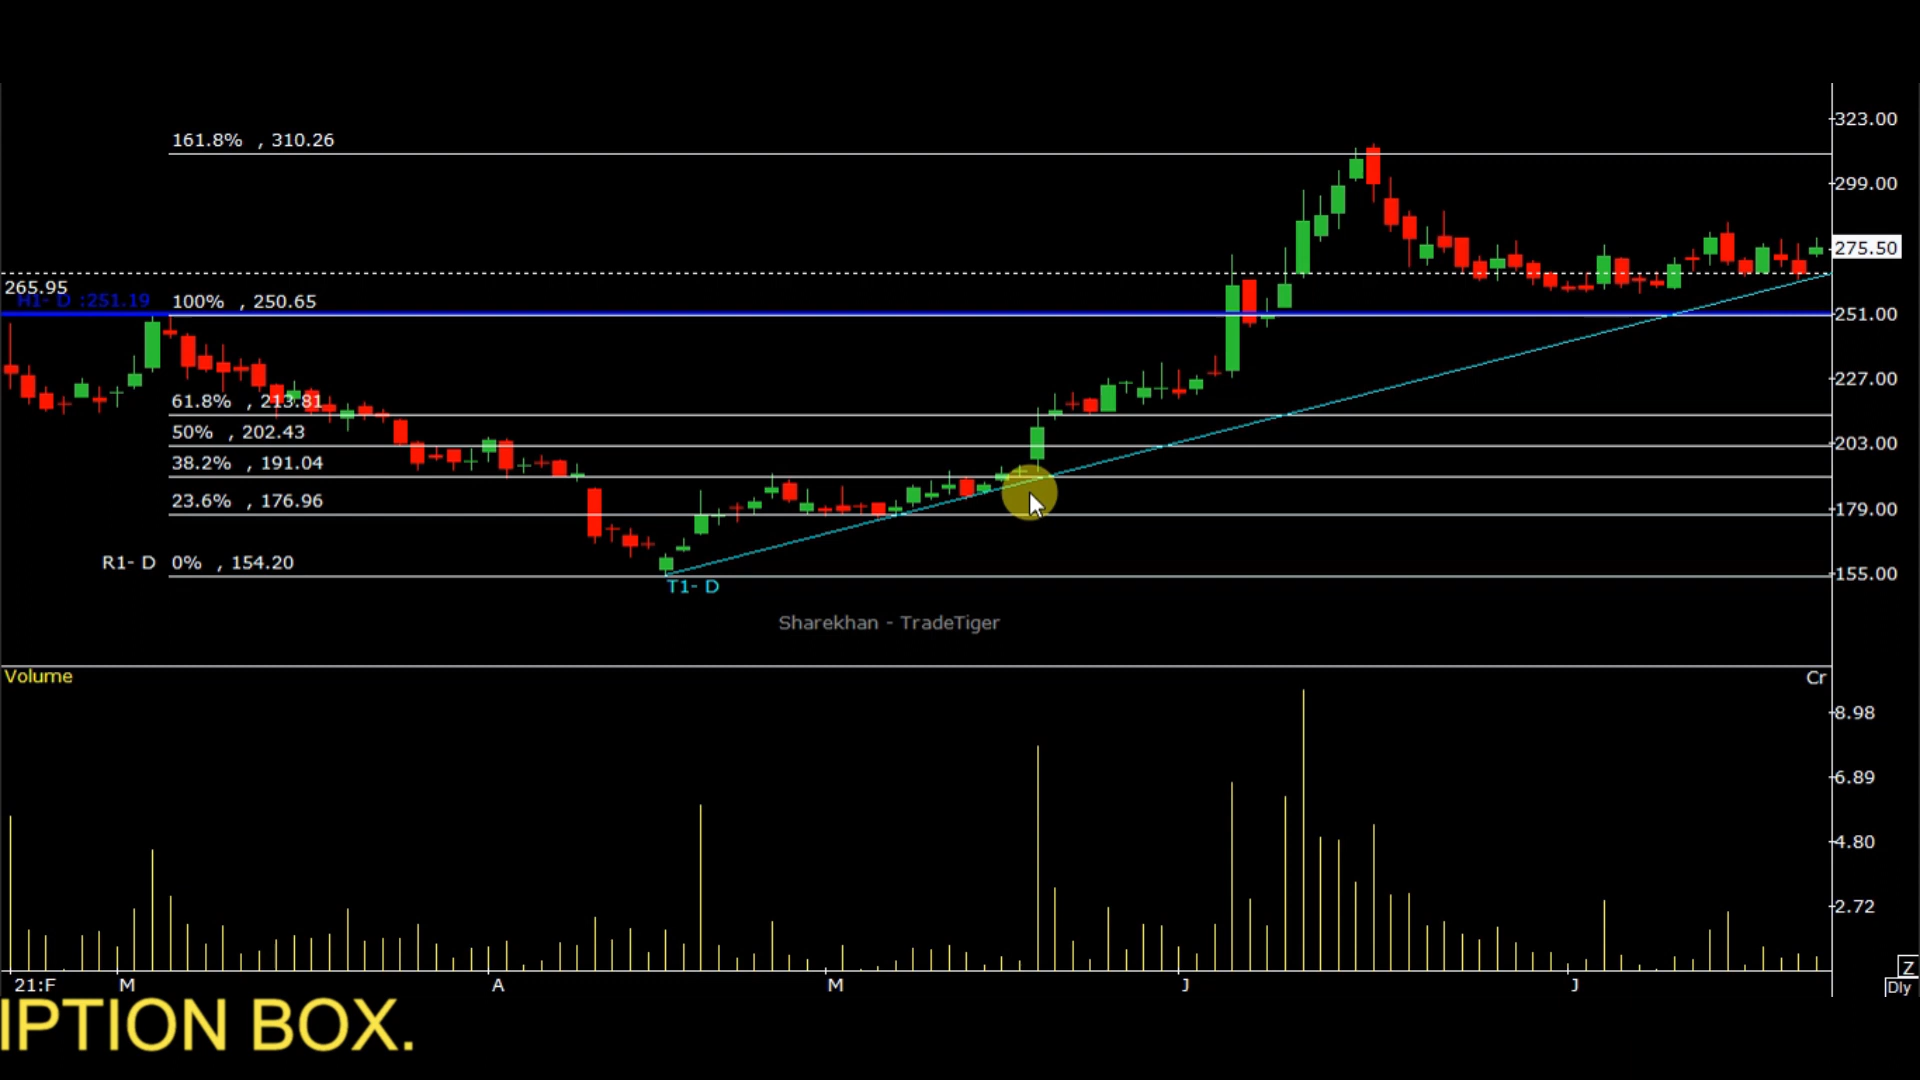 323.00
161.8% , 310.26
299.00
275.50
265.95
H1- D :251.19
100% , 250.65
251.00
227.00
61.8% , 213.81
50% , 202.43
203.00
38.2% , 191.04
23.6% , 176.96
179.00
R1- D 0% , 154.20
155.00
T1- D
Sharekhan - TradeTiger
Volume
Cr
8.98
6.89
4.80
2.72
Z
21:F M A M J J
Dly
IPTION BOX.